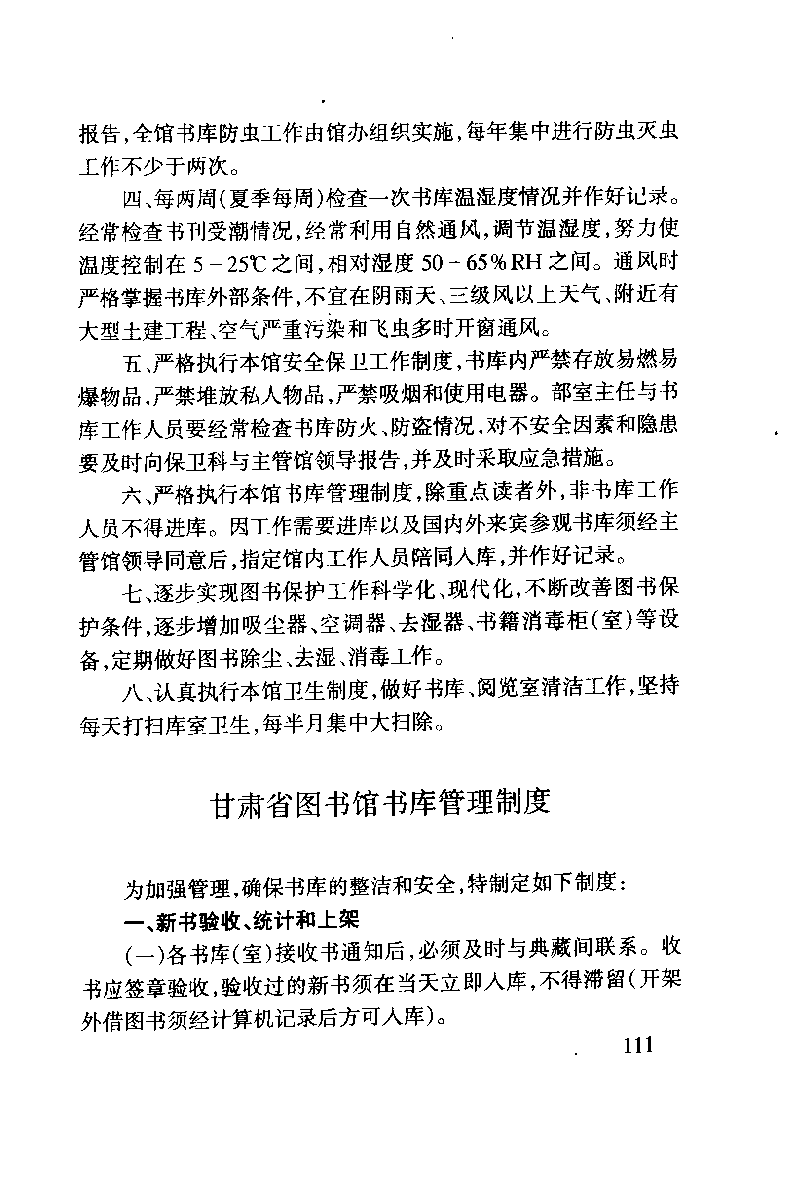 报告,全馆书库防虫工作由馆办组织实施,每年集中进行防虫灭虫
工作不少于两次。
四、每两周(夏季每周)检查一次书库温湿度情况并作好记录。
经常检查书刊受潮情况,经常利用自然通风,调节温湿度,努力使
温度控制在 5-25℃之间,相对湿度 50-65%RH 之间。通风时
严格掌握书库外部条件,不宜在阴雨天、三级风以上天气、附近有
大型土建工程、空气严重污染和飞虫多时开窗通风。
五、严格执行本馆安全保卫工作制度,书库内严禁存放易燃易
爆物品,严禁堆放私人物品,严禁吸烟和使用电器。部室主任与书
库工作人员要经常检查书库防火、防盗情况,对不安全因素和隐患
要及时向保卫科与主管馆领导报告,并及时采取应急措施。
六、严格执行本馆书库管理制度,除重点读者外,非书库工作
人员不得进库。因工作需要进库以及国内外来宾参观书库须经主
管馆领导同意后,指定馆内工作人员陪同入库,并作好记录。
七、逐步实现图书保护工作科学化、现代化,不断改善图书保
护条件,逐步增加吸尘器、空调器、去湿器、书籍消毒柜(室)等设
备,定期做好图书除尘、去湿、消毒工作。
八、认真执行本馆卫生制度,做好书库、阅览室清洁工作,坚持
每天打扫库室卫生,每半月集中大扫除。
甘肃省图书馆书库管理制度
为加强管理,确保书库的整洁和安全,特制定如下制度:
一、新书验收、统计和上架
(一)各书库(室)接收书通知后,必须及时与典藏间联系。收
书应签章验收,验收过的新书须在当天立即入库,不得滞留(开架
外借图书须经计算机记录后方可入库)。
111